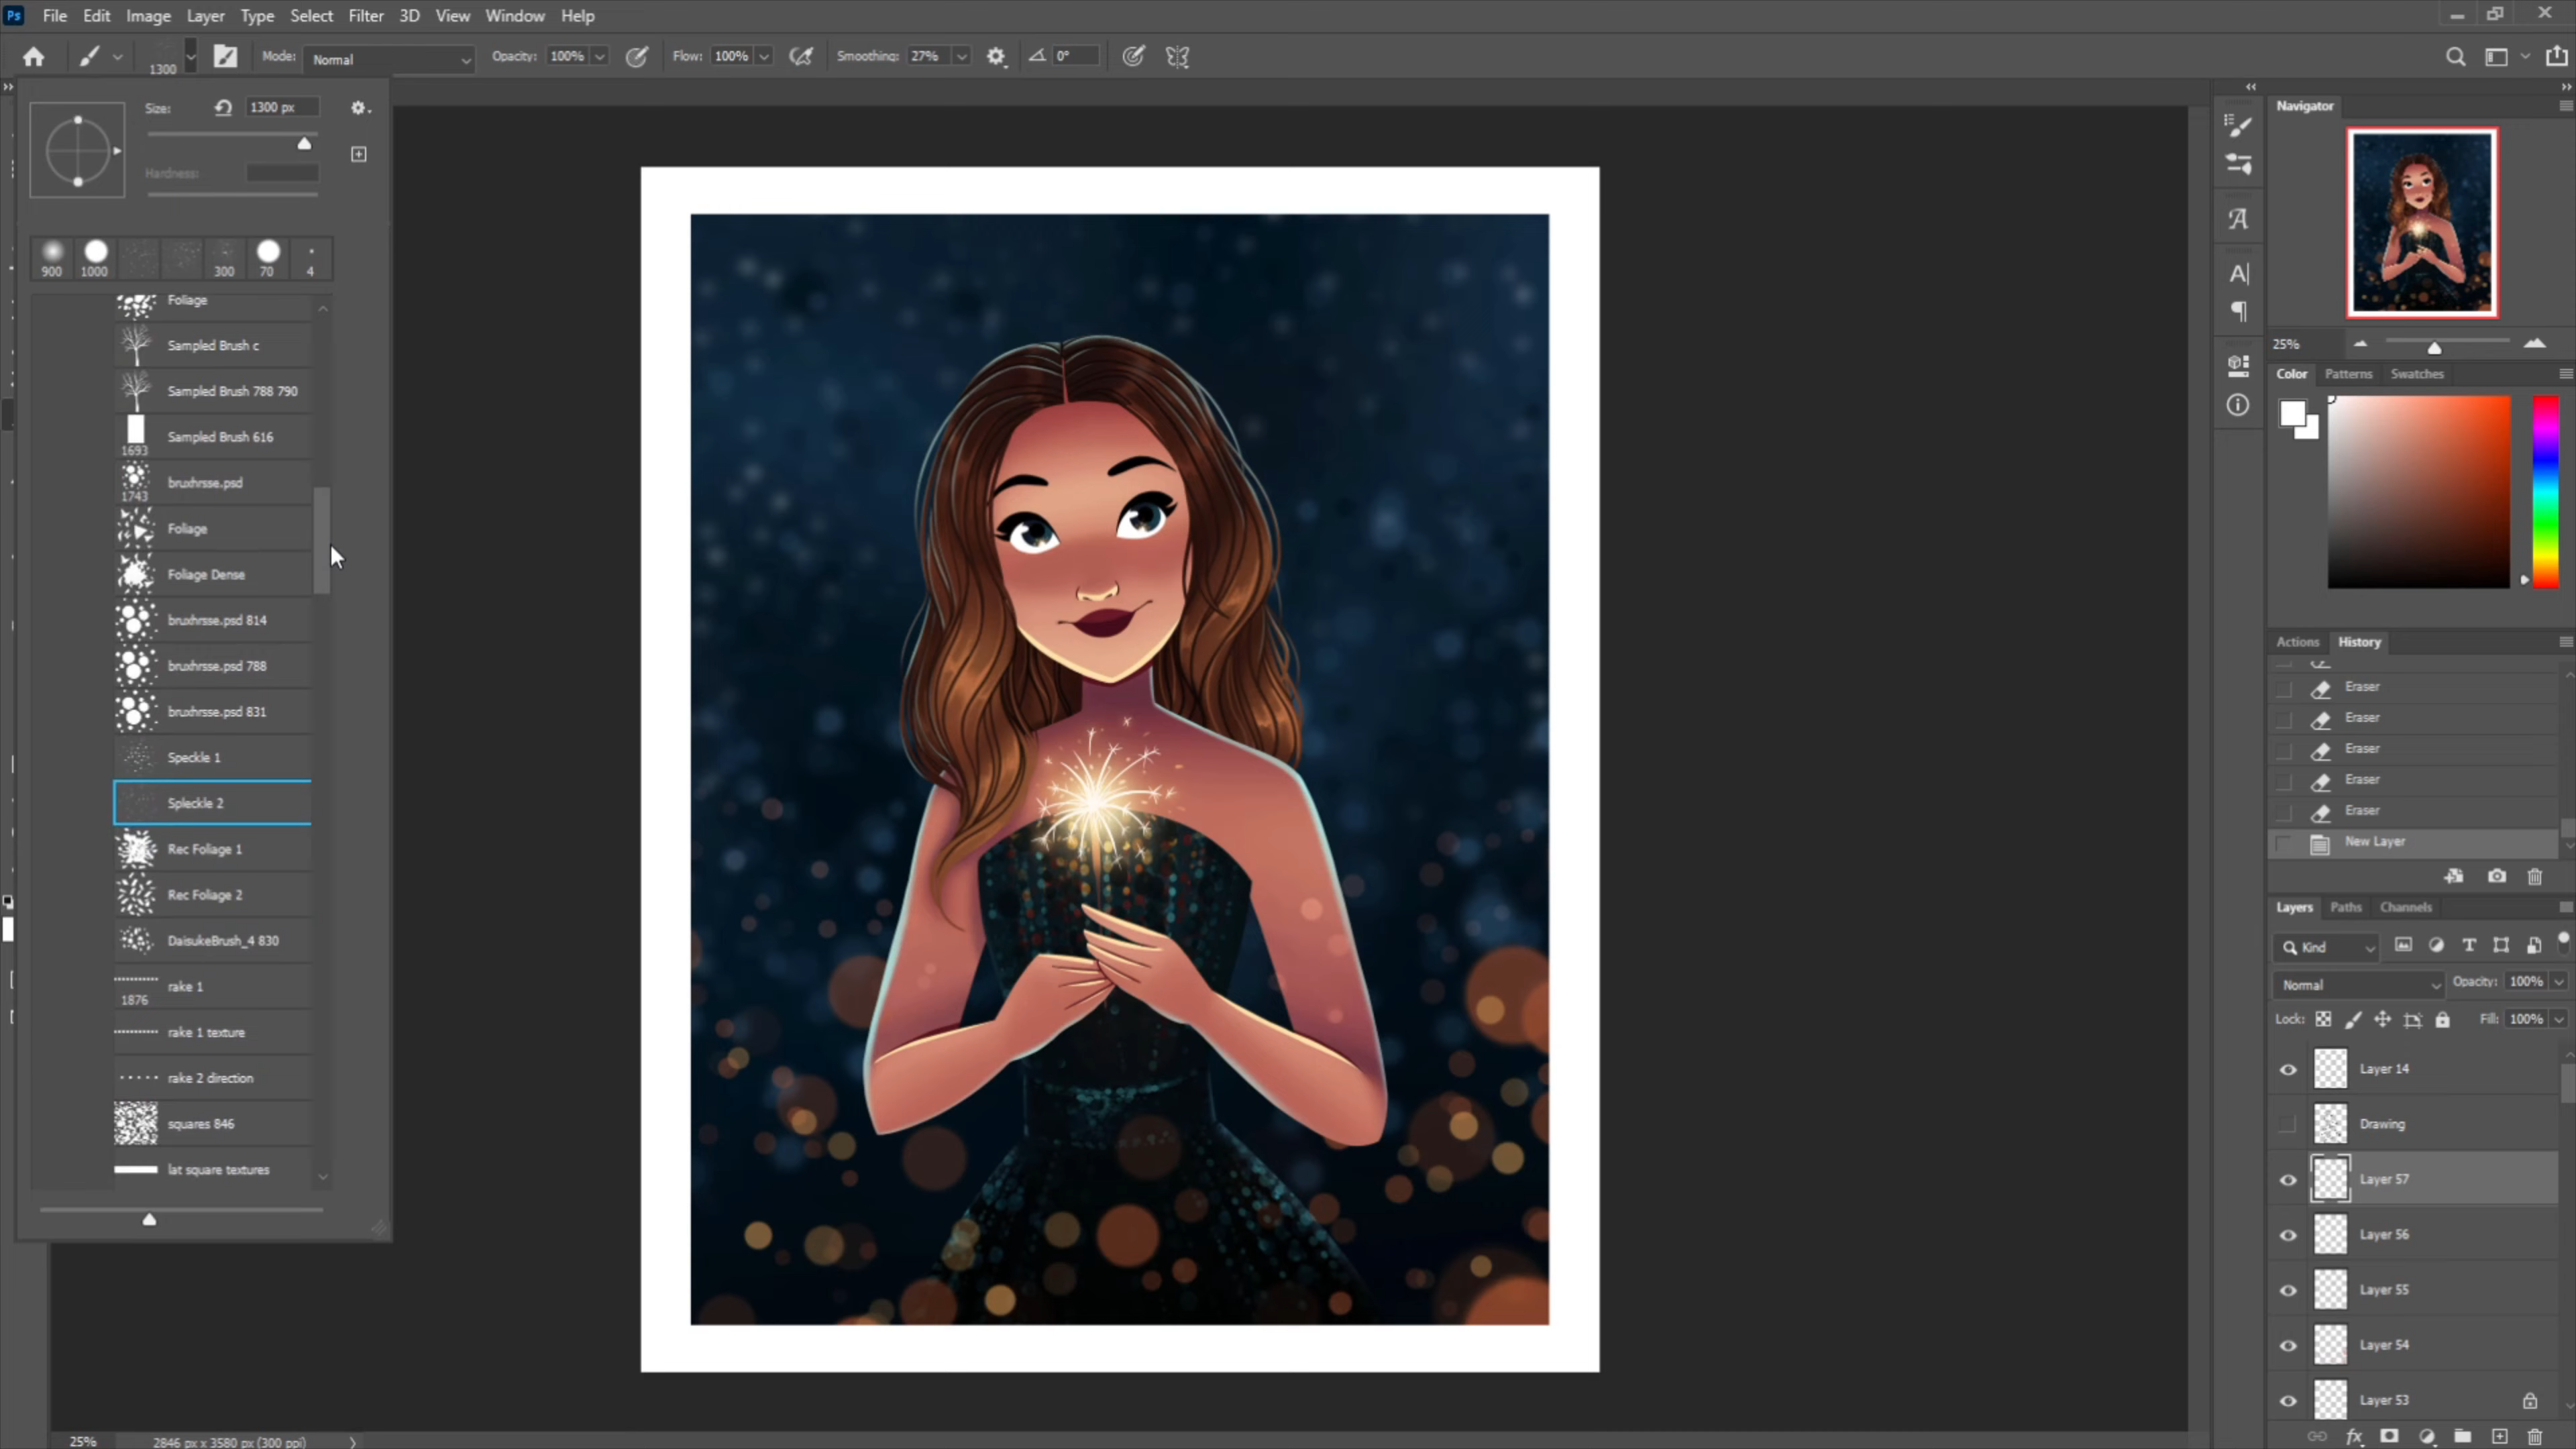 Ps File Edit Image Layer Type Select Filter 3D View Window Help
1300 Mode: Normal Opacity: 100% Flow: 100% Smoothing: 27% 0°
Size: 1300 px
Hardness:
900 1000 300 70 4
Foliage
Sampled Brush c
Sampled Brush 788 790
Sampled Brush 616
1693
bruxhrsse.psd
1743
Foliage
Foliage Dense
bruxhrsse.psd 814
bruxhrsse.psd 788
bruxhrsse.psd 831
Speckle 1
Spleckle 2
Rec Foliage 1
Rec Foliage 2
DaisukeBrush_4 830
rake 1
1876
rake 1 texture
rake 2 direction
squares 846
lat square textures
25% 2846 px x 3580 px (300 ppi)
Navigator
25%
Color Patterns Swatches
Actions History
Eraser
Eraser
Eraser
Eraser
Eraser
New Layer
Layers Paths Channels
Kind
Normal Opacity: 100%
Lock: Fill: 100%
Layer 14
Drawing
Layer 57
Layer 56
Layer 55
Layer 54
Layer 53
fx